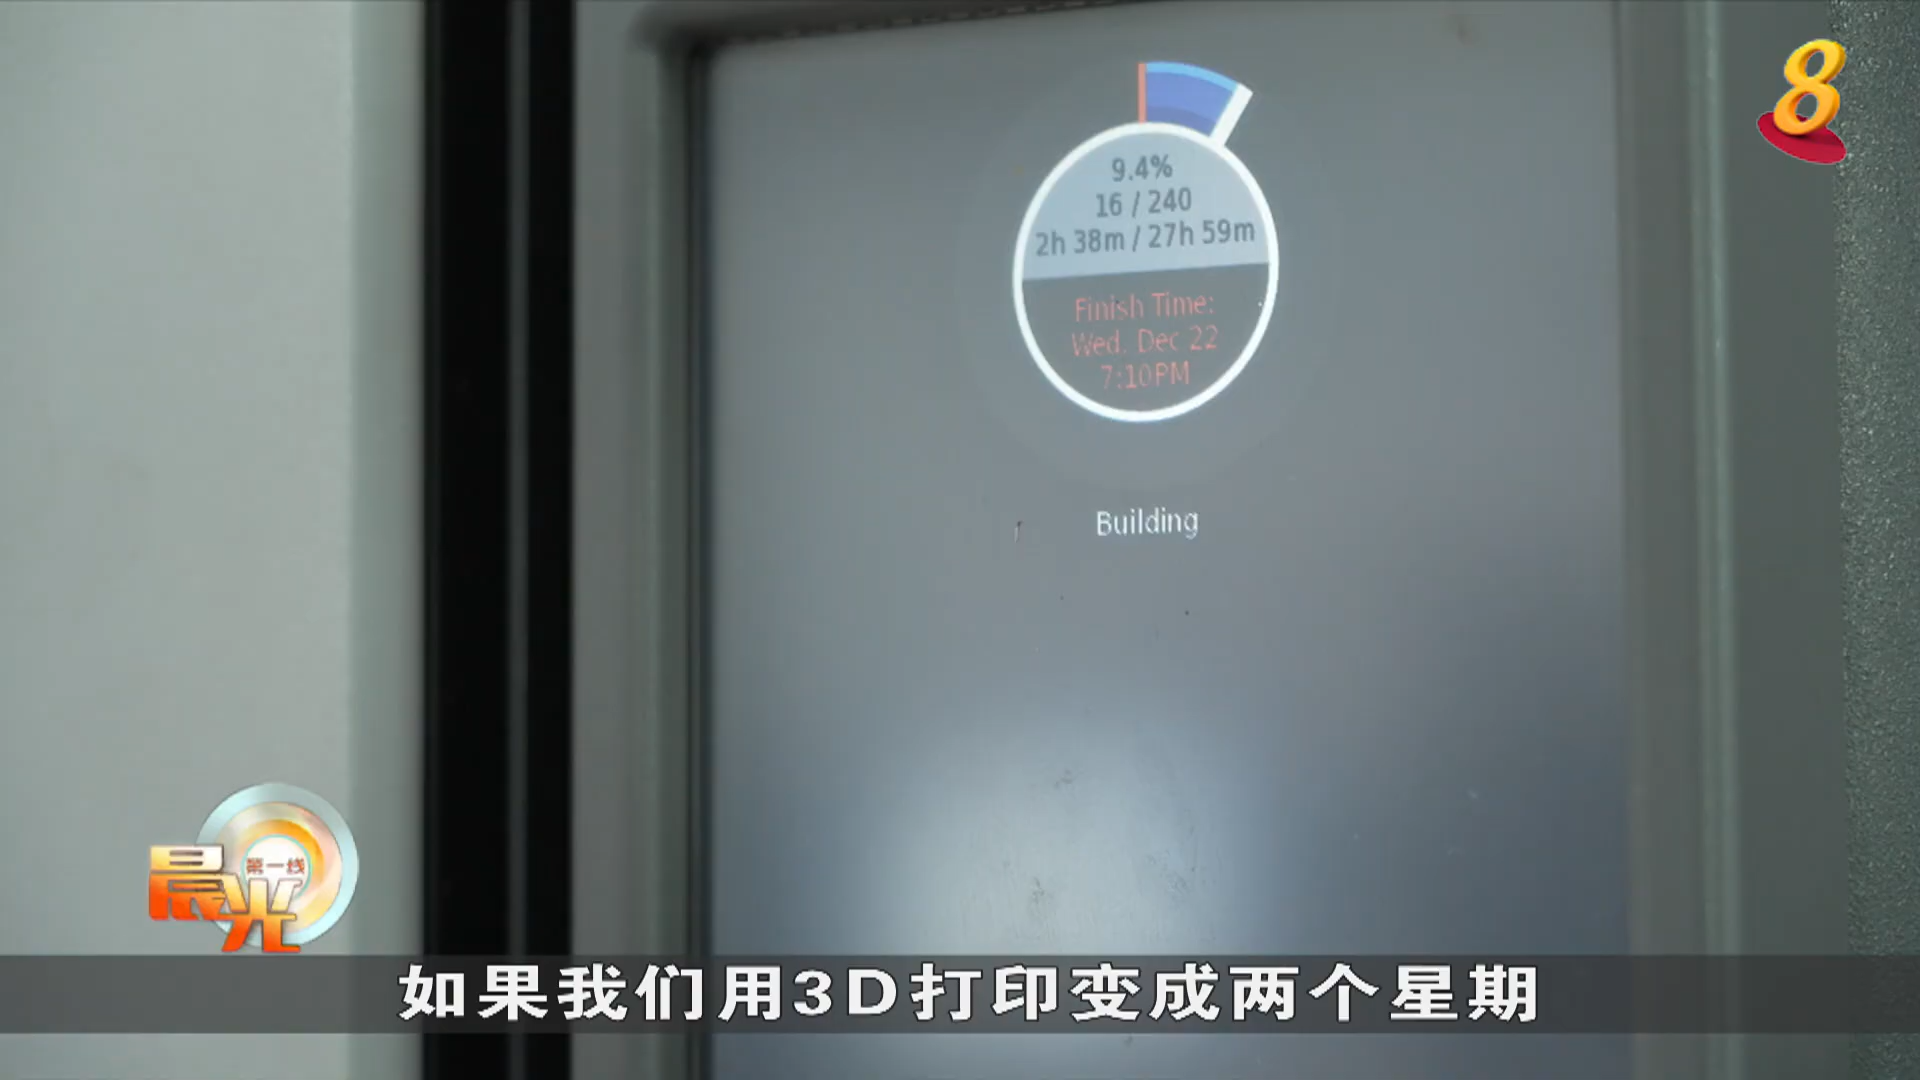 8
9.4%
16 / 240
2h 38m / 27h 59m
Finish Time:
Wed. Dec 22
7:10PM
Building
第一线
晨光
如果我们用3D打印变成两个星期